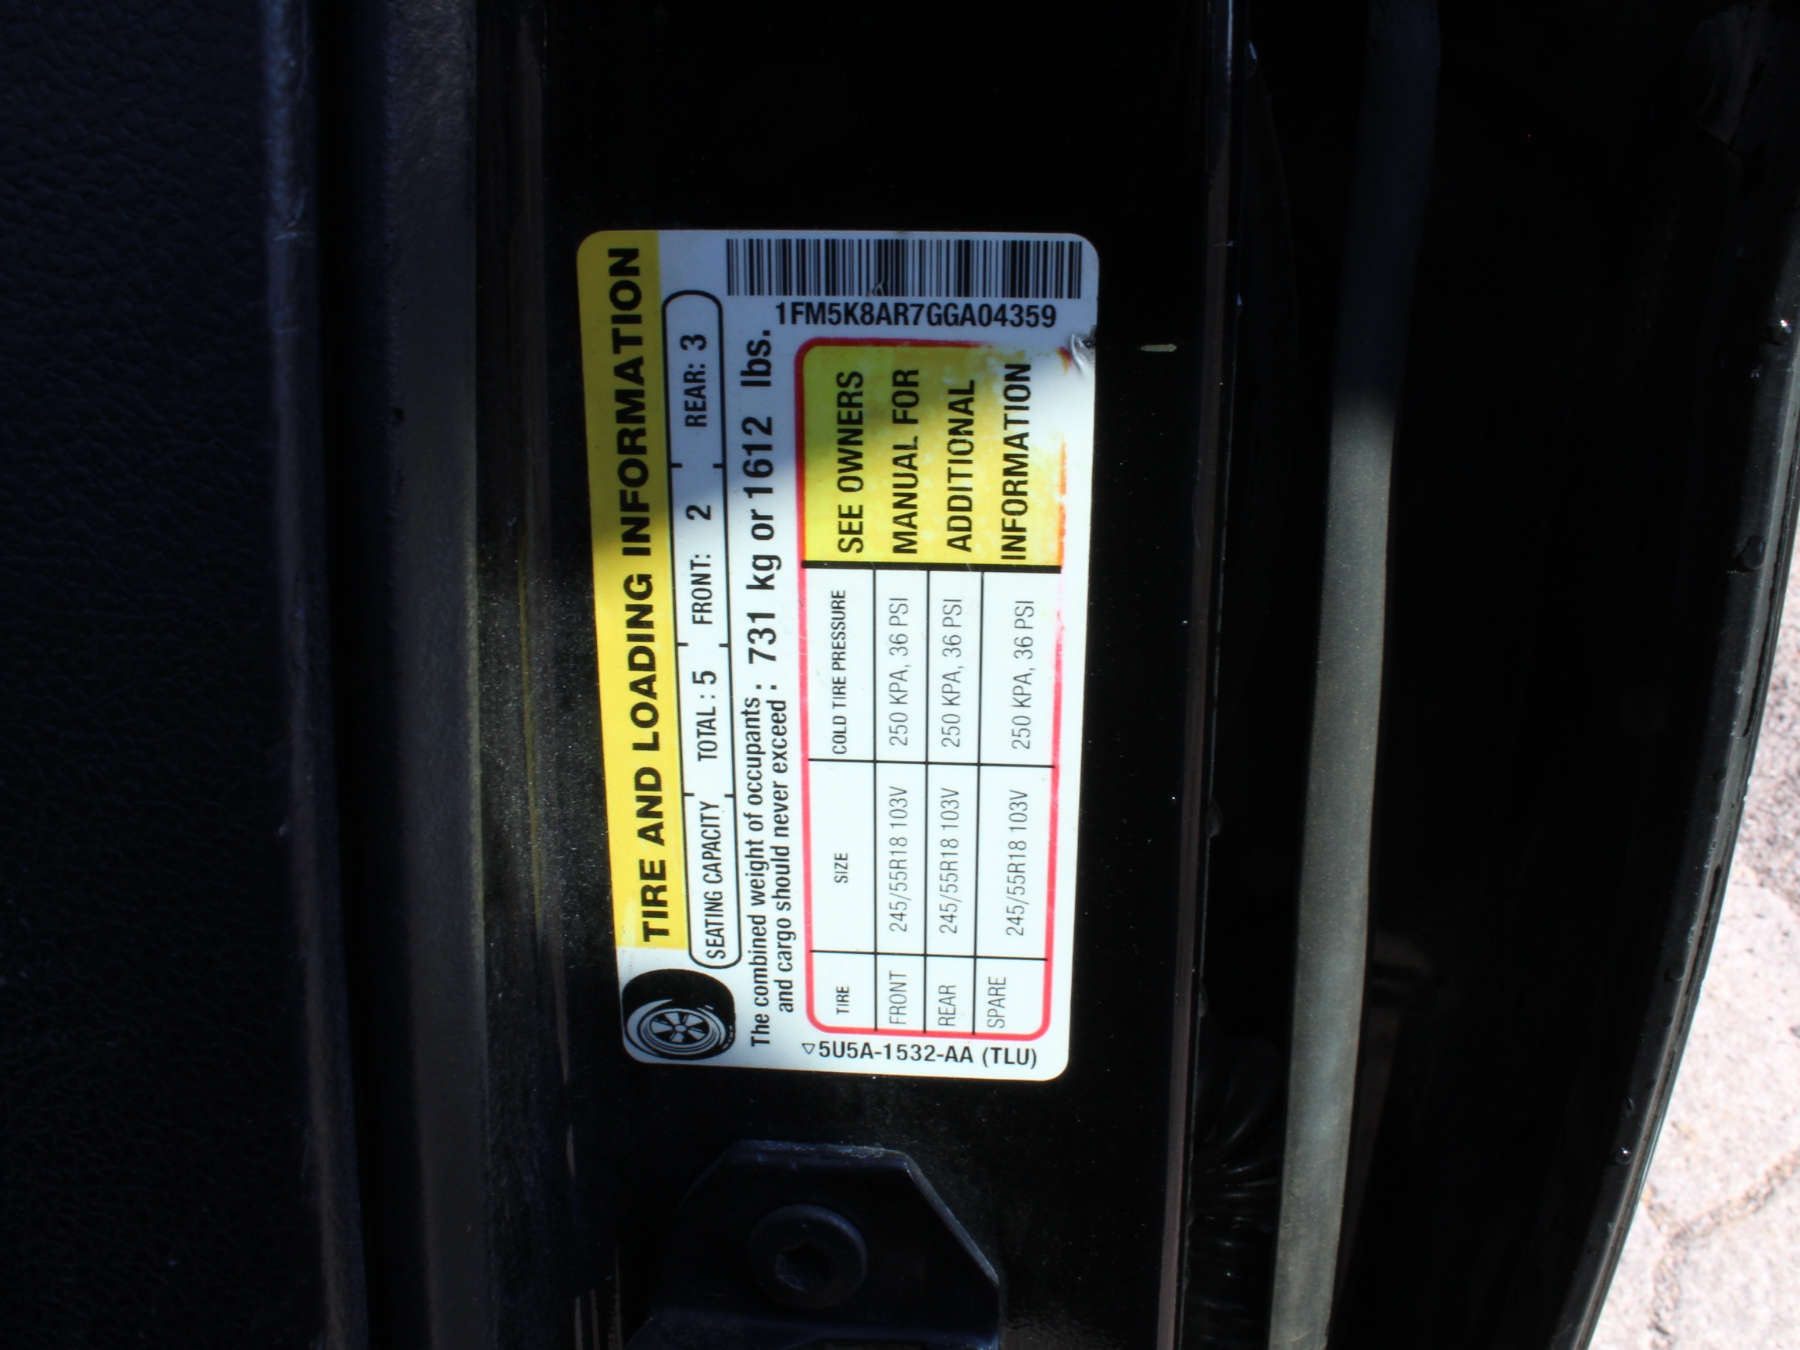 TIRE AND LOADING INFORMATION
SEATING CAPACITY TOTAL : 5 FRONT: 2 REAR: 3
The combined weight of occupants
and cargo should never exceed : 731 kg or 1612 lbs.
1FM5K8AR7GGA04359
TIRE SIZE COLD TIRE PRESSURE
FRONT 245/55R18 103V 250 KPA, 36 PSI
REAR 245/55R18 103V 250 KPA, 36 PSI
SPARE 245/55R18 103V 250 KPA, 36 PSI
SEE OWNERS
MANUAL FOR
ADDITIONAL
INFORMATION
5U5A-1532-AA (TLU)